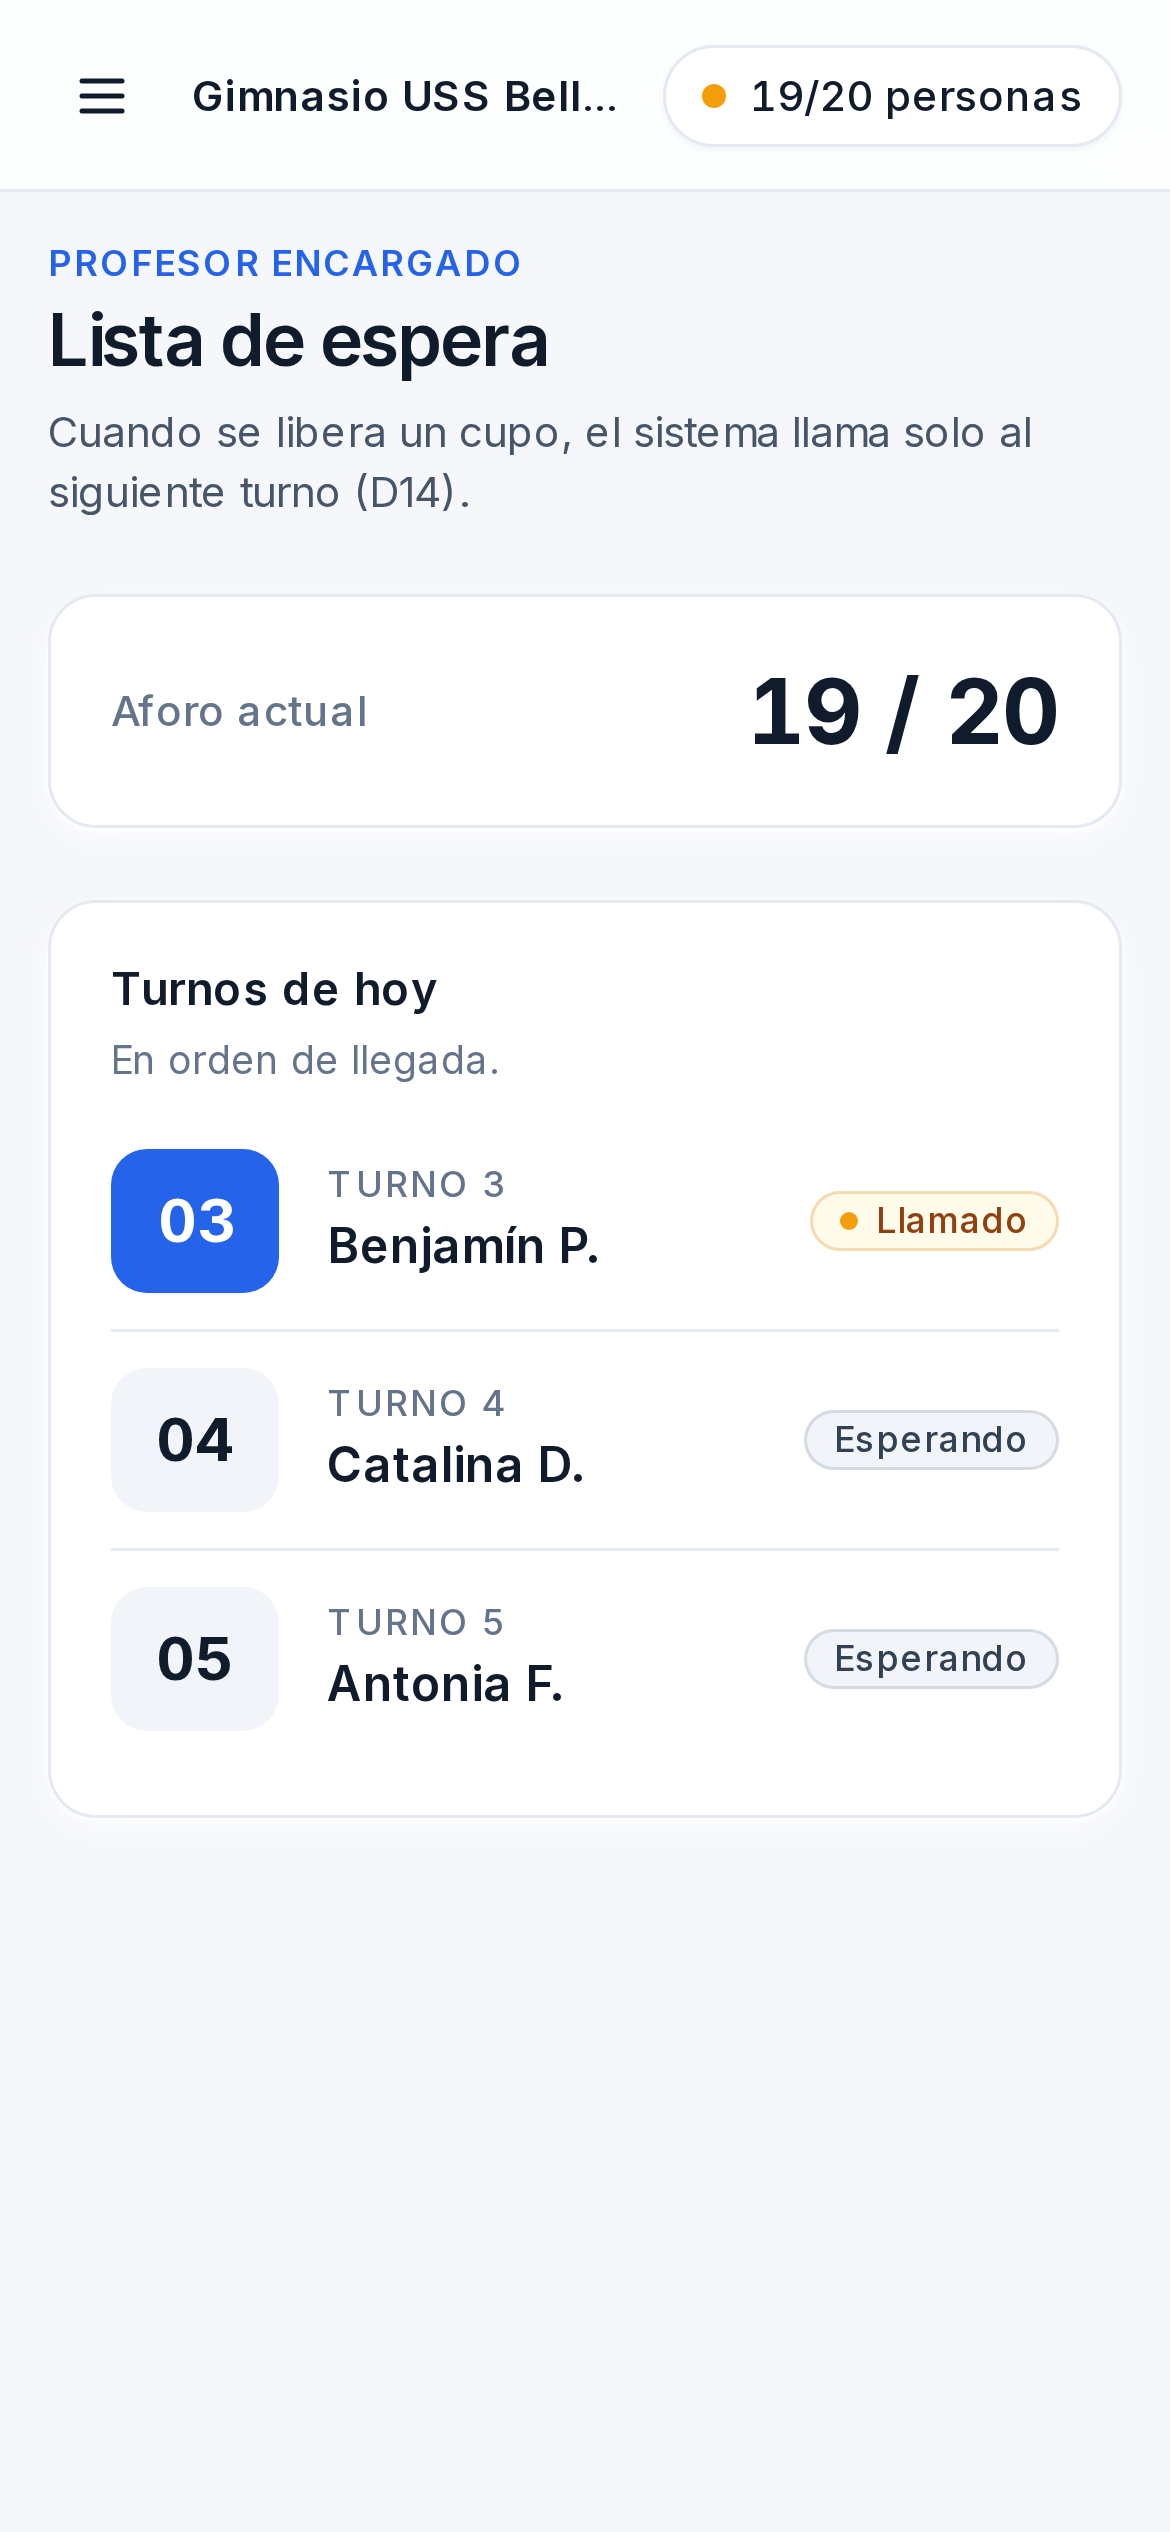 Gimnasio USS Bell...
19/20 personas
PROFESOR ENCARGADO
Lista de espera
Cuando se libera un cupo, el sistema llama solo al
siguiente turno (D14).
Aforo actual
19 / 20
Turnos de hoy
En orden de llegada.
03
TURNO 3
Benjamín P.
Llamado
04
TURNO 4
Catalina D.
Esperando
05
TURNO 5
Antonia F.
Esperando